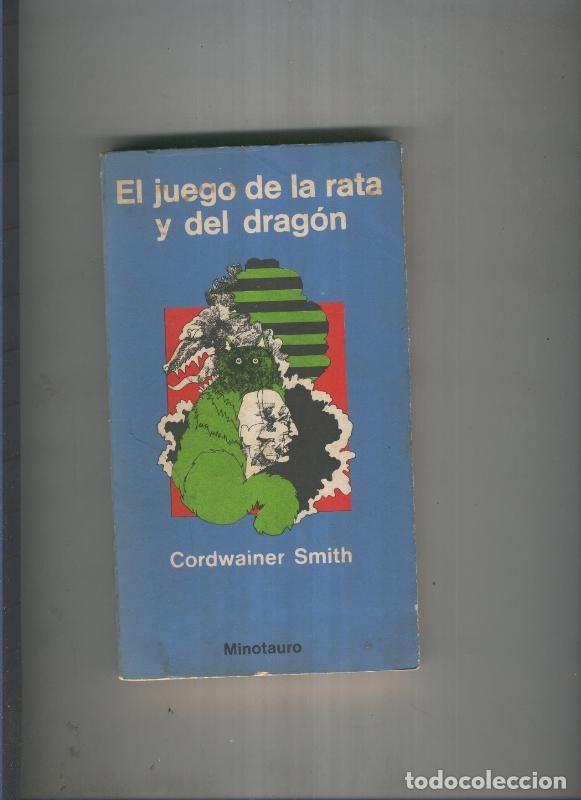 El juego de la rata
y del dragón
Cordwainer Smith
Minotauro
todocoleccion